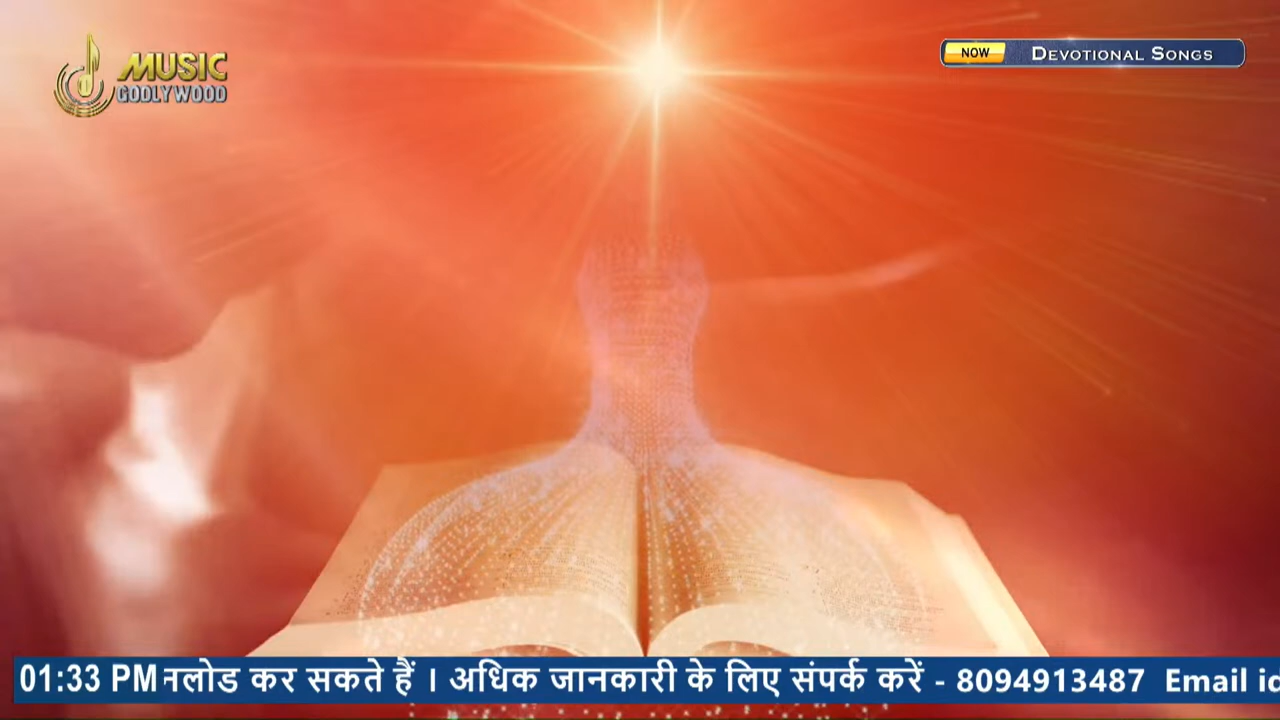 MUSIC
GODLYWOOD
NOW DEVOTIONAL SONGS
01:33 PM नलोड कर सकते हैं । अधिक जानकारी के लिए संपर्क करें - 8094913487 Email id